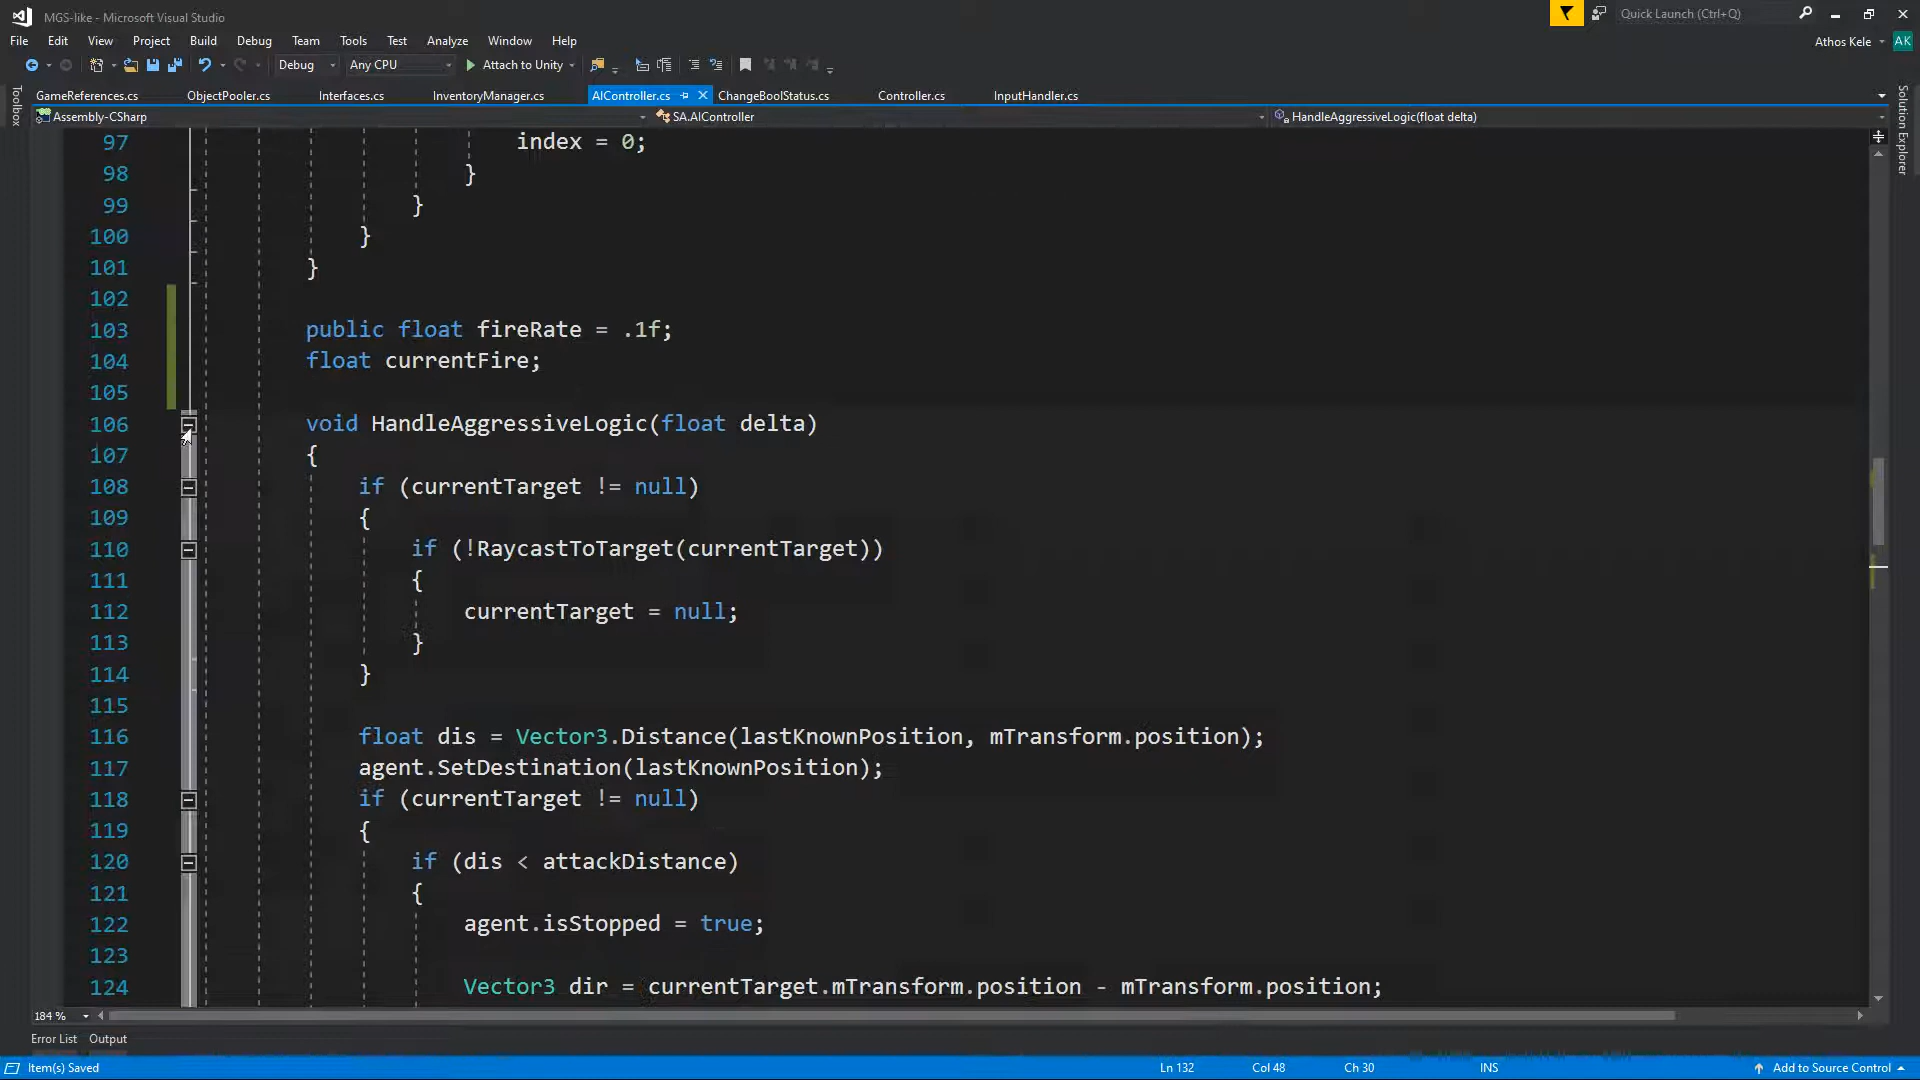 MGS-like - Microsoft Visual Studio
Quick Launch (Ctrl+Q)
File Edit View Project Build Debug Team Tools Test Analyze Window Help
Athos Kele AK
Debug Any CPU Attach to Unity
GameReferences.cs ObjectPooler.cs Interfaces.cs InventoryManager.cs AIController.cs ChangeBoolStatus.cs Controller.cs InputHandler.cs
Toolbox
Solution Explorer
Assembly-CSharp SA.AIController HandleAggressiveLogic(float delta)
97 index = 0;
98 }
99 }
100 }
101 }
102
103 public float fireRate = .1f;
104 float currentFire;
105
106 void HandleAggressiveLogic(float delta)
107 {
108 if (currentTarget != null)
109 {
110 if (!RaycastToTarget(currentTarget))
111 {
112 currentTarget = null;
113 }
114 }
115
116 float dis = Vector3.Distance(lastKnownPosition, mTransform.position);
117 agent.SetDestination(lastKnownPosition);
118 if (currentTarget != null)
119 {
120 if (dis < attackDistance)
121 {
122 agent.isStopped = true;
123
124 Vector3 dir = currentTarget.mTransform.position - mTransform.position;
184 %
Error List Output
Item(s) Saved Ln 132 Col 48 Ch 30 INS Add to Source Control